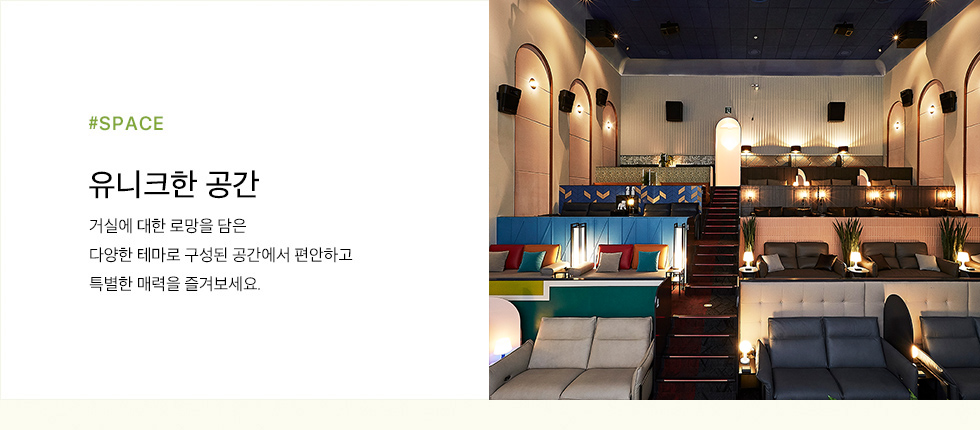 #SPACE
유니크한 공간
거실에 대한 로망을 담은
다양한 테마로 구성된 공간에서 편안하고
특별한 매력을 즐겨보세요.